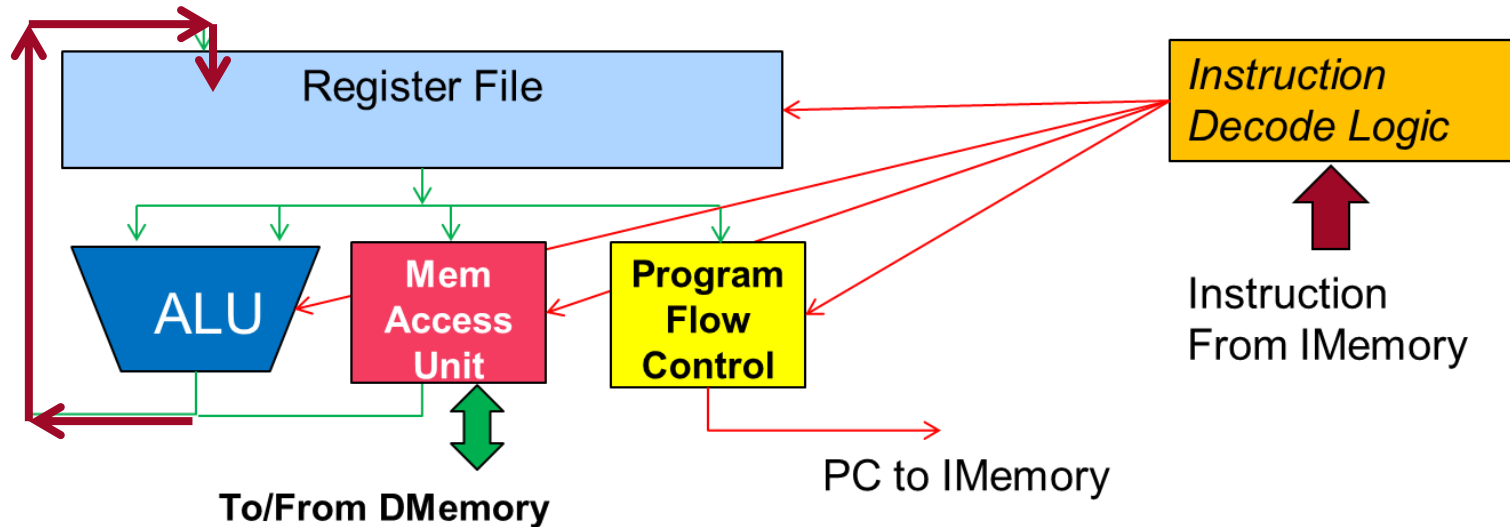 Register File
Instruction
Decode Logic
ALU
Mem
Access
Unit
Program
Flow
Control
Instruction
From IMemory
PC to IMemory
To/From DMemory